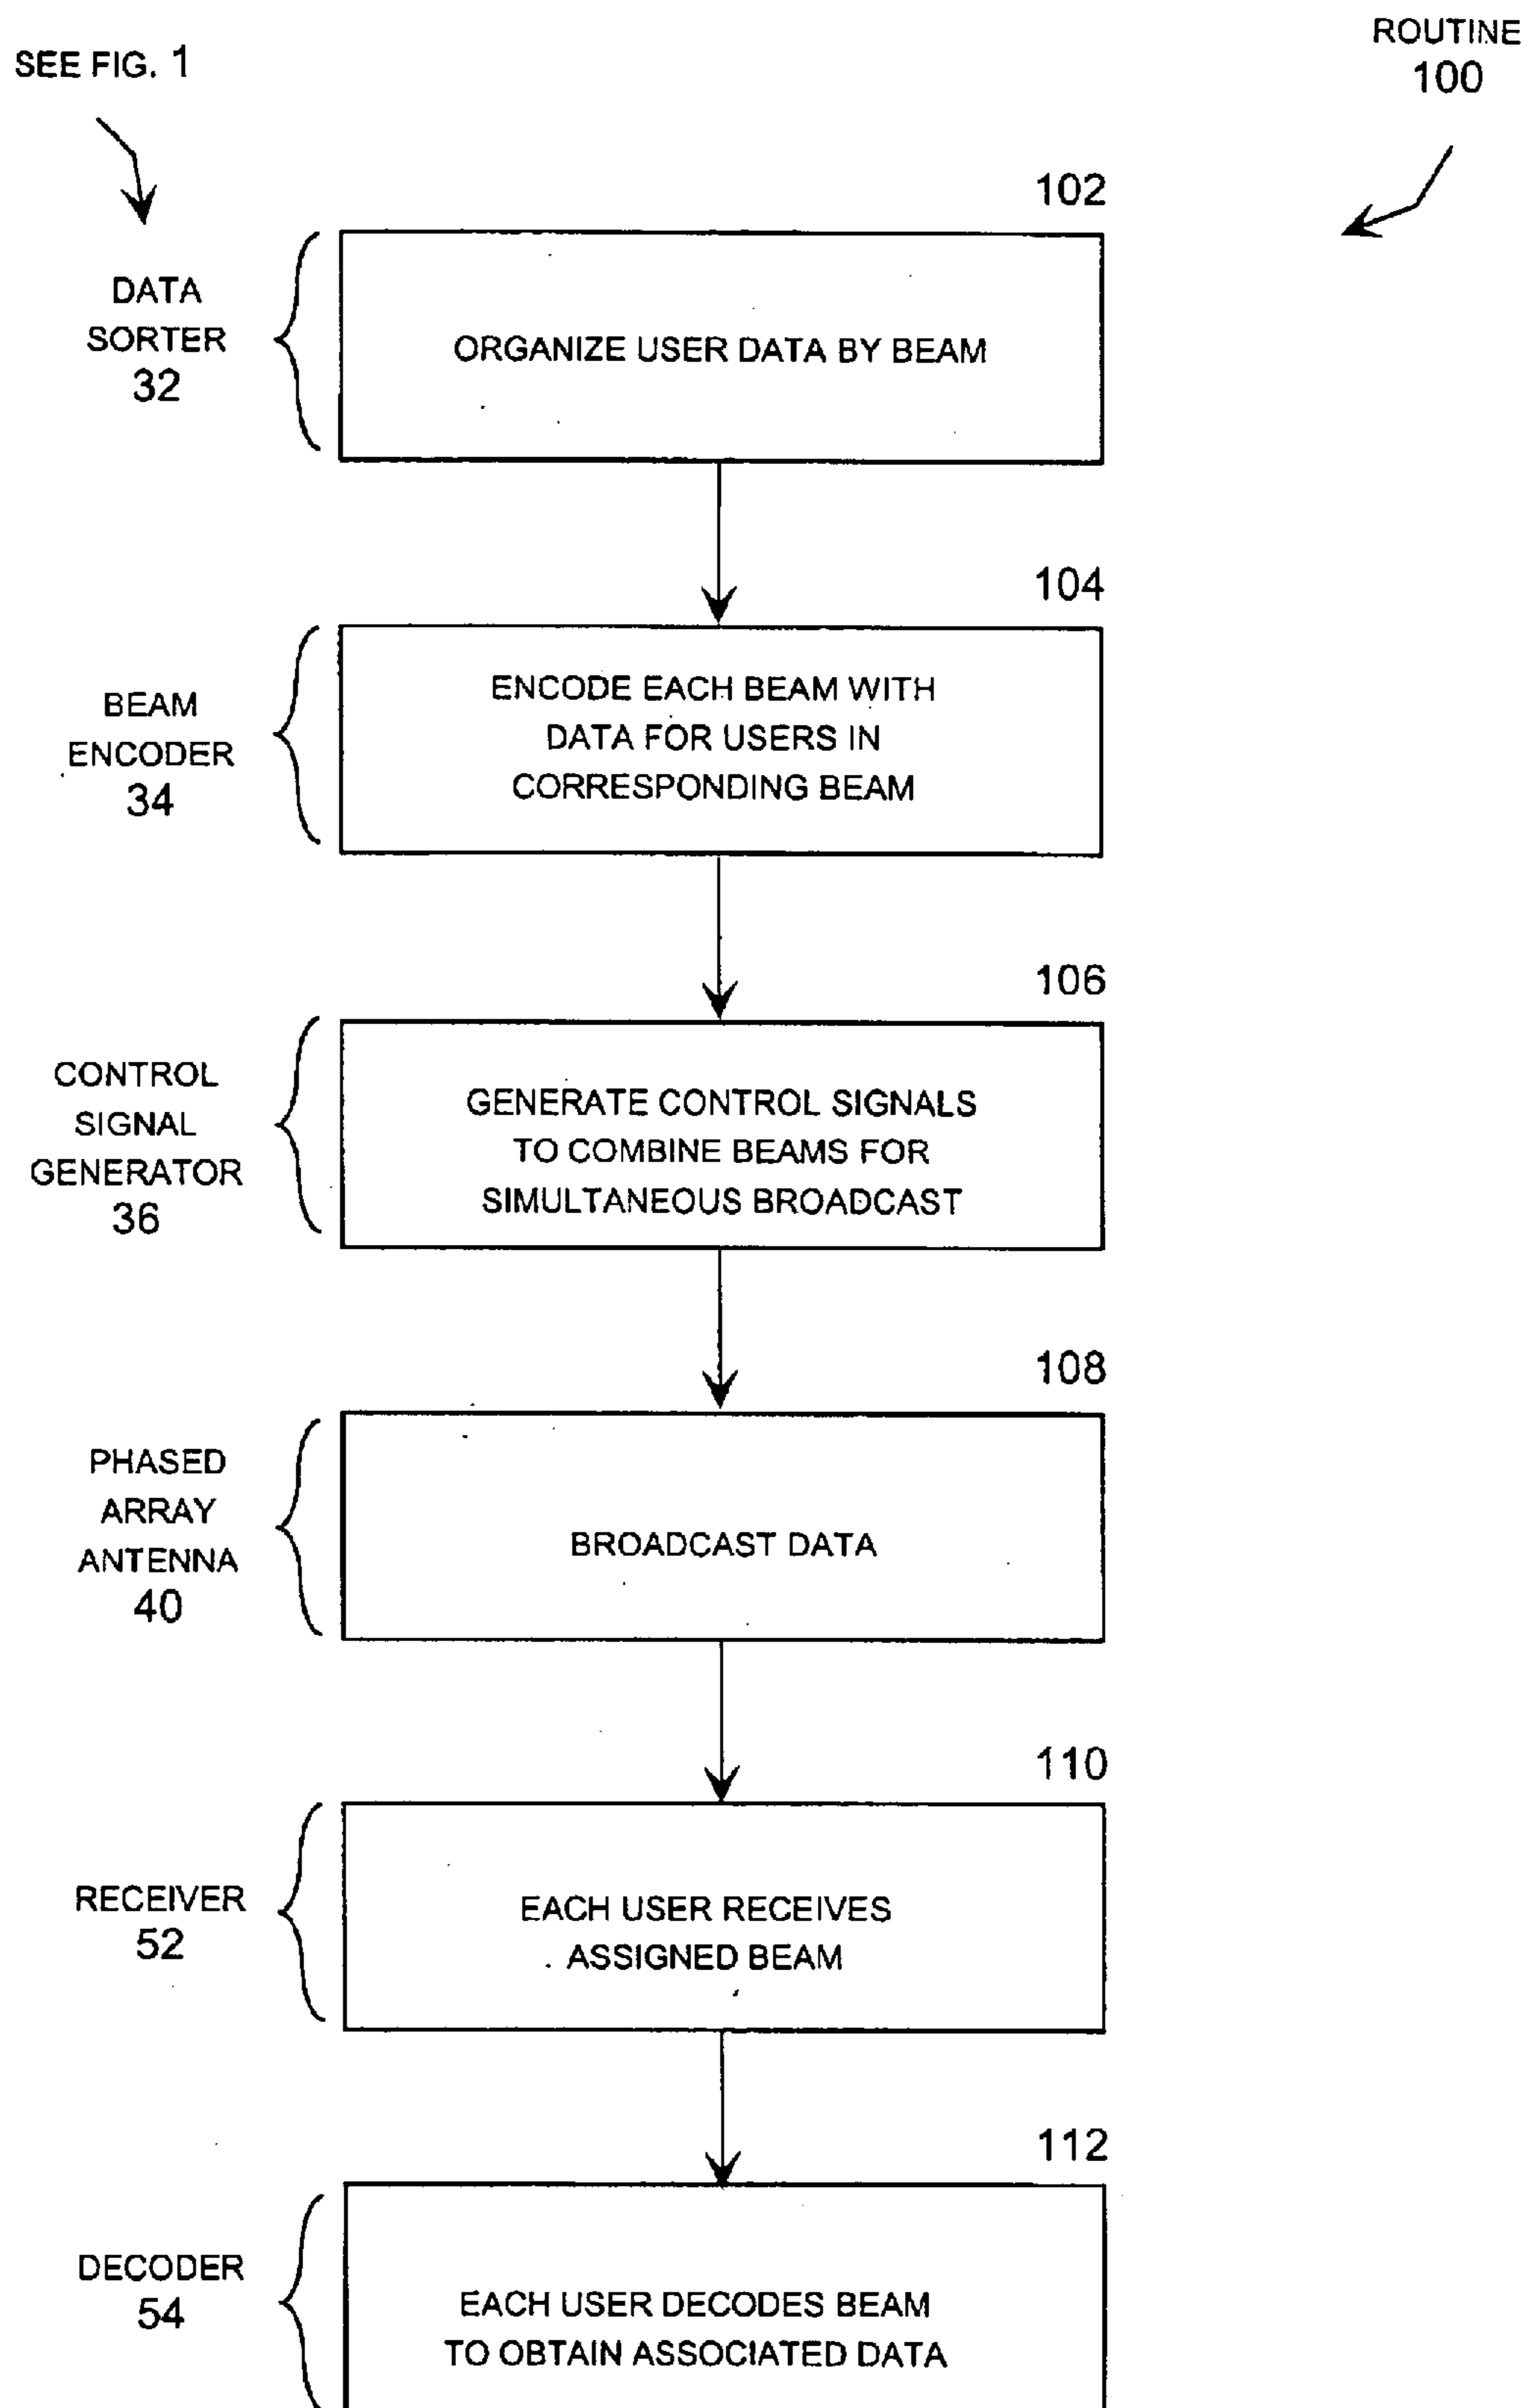 ROUTINE
100
SEE FIG. 1
102
DATA
SORTER
32
ORGANIZE USER DATA BY BEAM
104
BEAM
ENCODER
34
ENCODE EACH BEAM WITH
DATA FOR USERS IN
CORRESPONDING BEAM
106
CONTROL
SIGNAL
GENERATOR
36
GENERATE CONTROL SIGNALS
TO COMBINE BEAMS FOR
SIMULTANEOUS BROADCAST
108
PHASED
ARRAY
ANTENNA
40
BROADCAST DATA
110
RECEIVER
52
EACH USER RECEIVES
ASSIGNED BEAM
112
DECODER
54
EACH USER DECODES BEAM
TO OBTAIN ASSOCIATED DATA